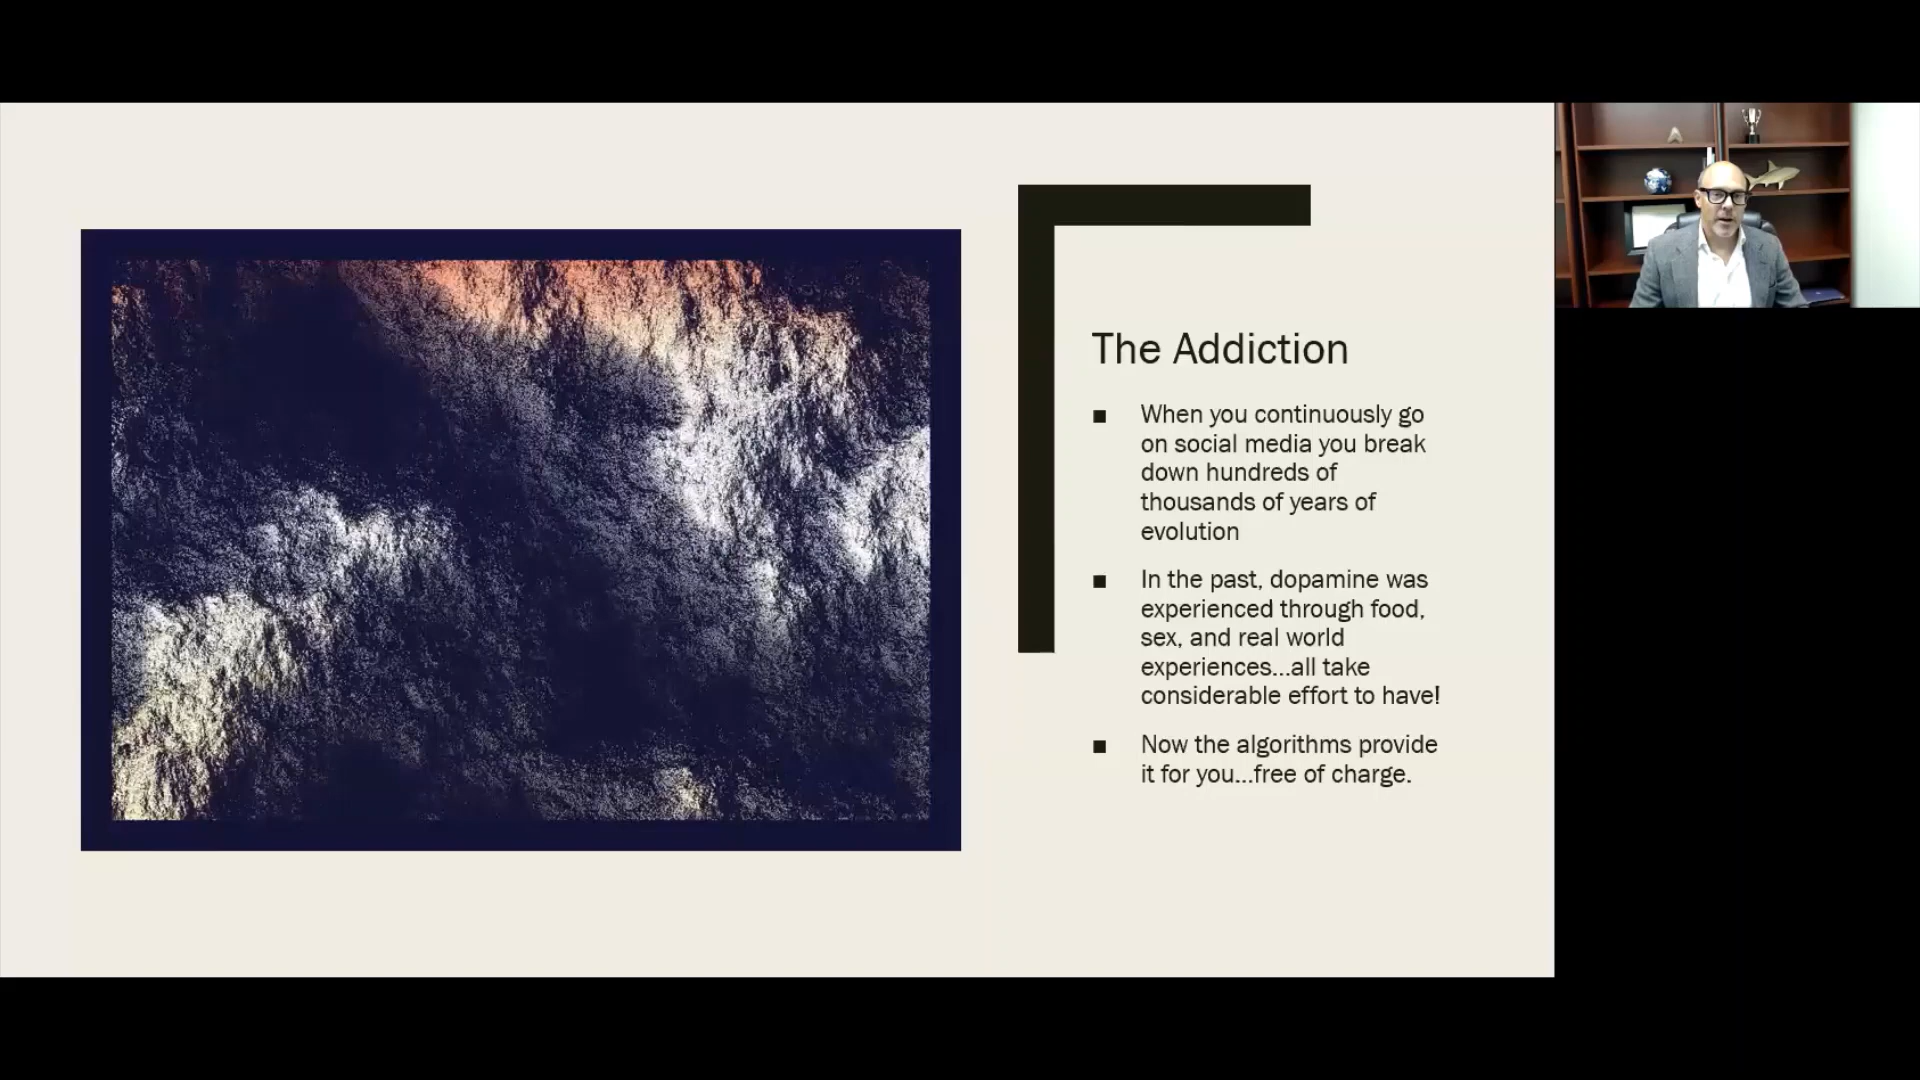 The Addiction
■ When you continuously go
on social media you break
down hundreds of
thousands of years of
evolution
■ In the past, dopamine was
experienced through food,
sex, and real world
experiences...all take
considerable effort to have!
■ Now the algorithms provide
it for you...free of charge.